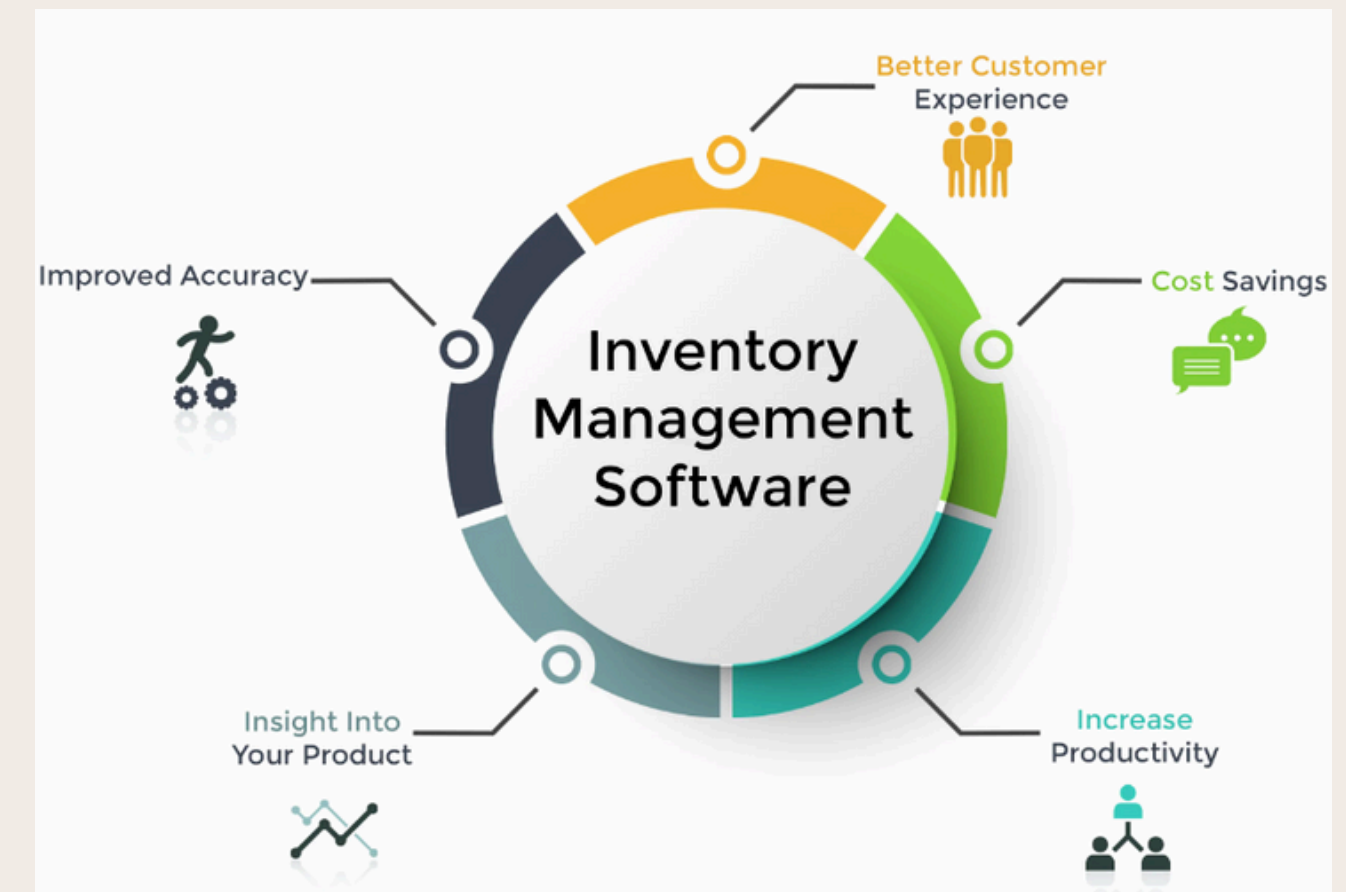 Better Customer
Experience
Improved Accuracy
Cost Savings
Inventory
Management
Software
Insight Into
Your Product
Increase
Productivity